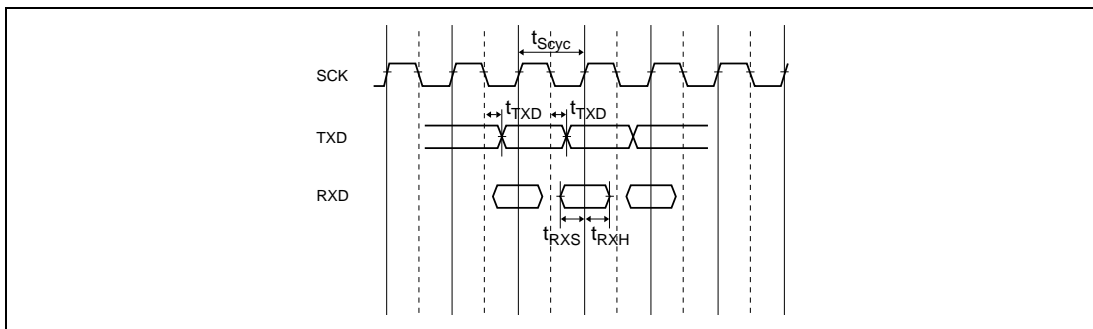 tScyc
SCK
tTXD tTXD
TXD
RXD
tRXS tRXH